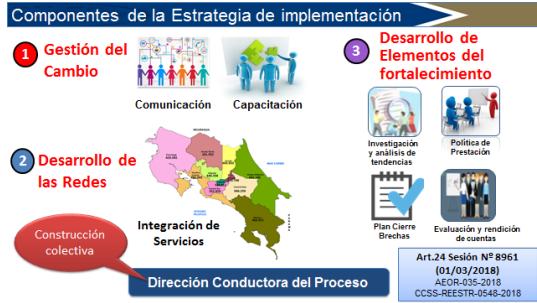 Componentes de la Estrategia de implementación
1 Gestión del
Cambio
Comunicación
Capacitación
2 Desarrollo de
las Redes
Integración de
Servicios
3 Desarrollo de
Elementos del
fortalecimiento
Investigación
y análisis de
tendencias
Política de
Prestación
Plan Cierre
Brechas
Evaluación y rendición
de cuentas
Construcción
colectiva
Dirección Conductora del Proceso
Art.24 Sesión Nº 8961
(01/03/2018)
AEOR-035-2018
CCSS-REESTR-0548-2018